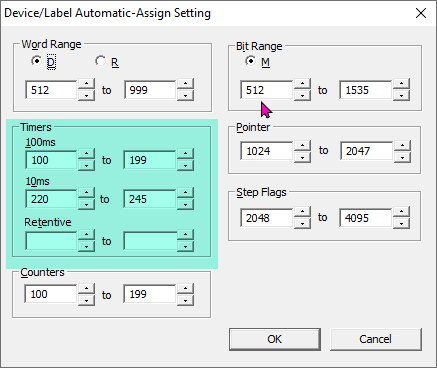 Device/Label Automatic-Assign Setting
Word Range
D R
512 to 999
Timers
100ms
100 to 199
10ms
220 to 245
Retentive
to
Counters
100 to 199
Bit Range
M
512 to 1535
Pointer
1024 to 2047
Step Flags
2048 to 4095
OK Cancel